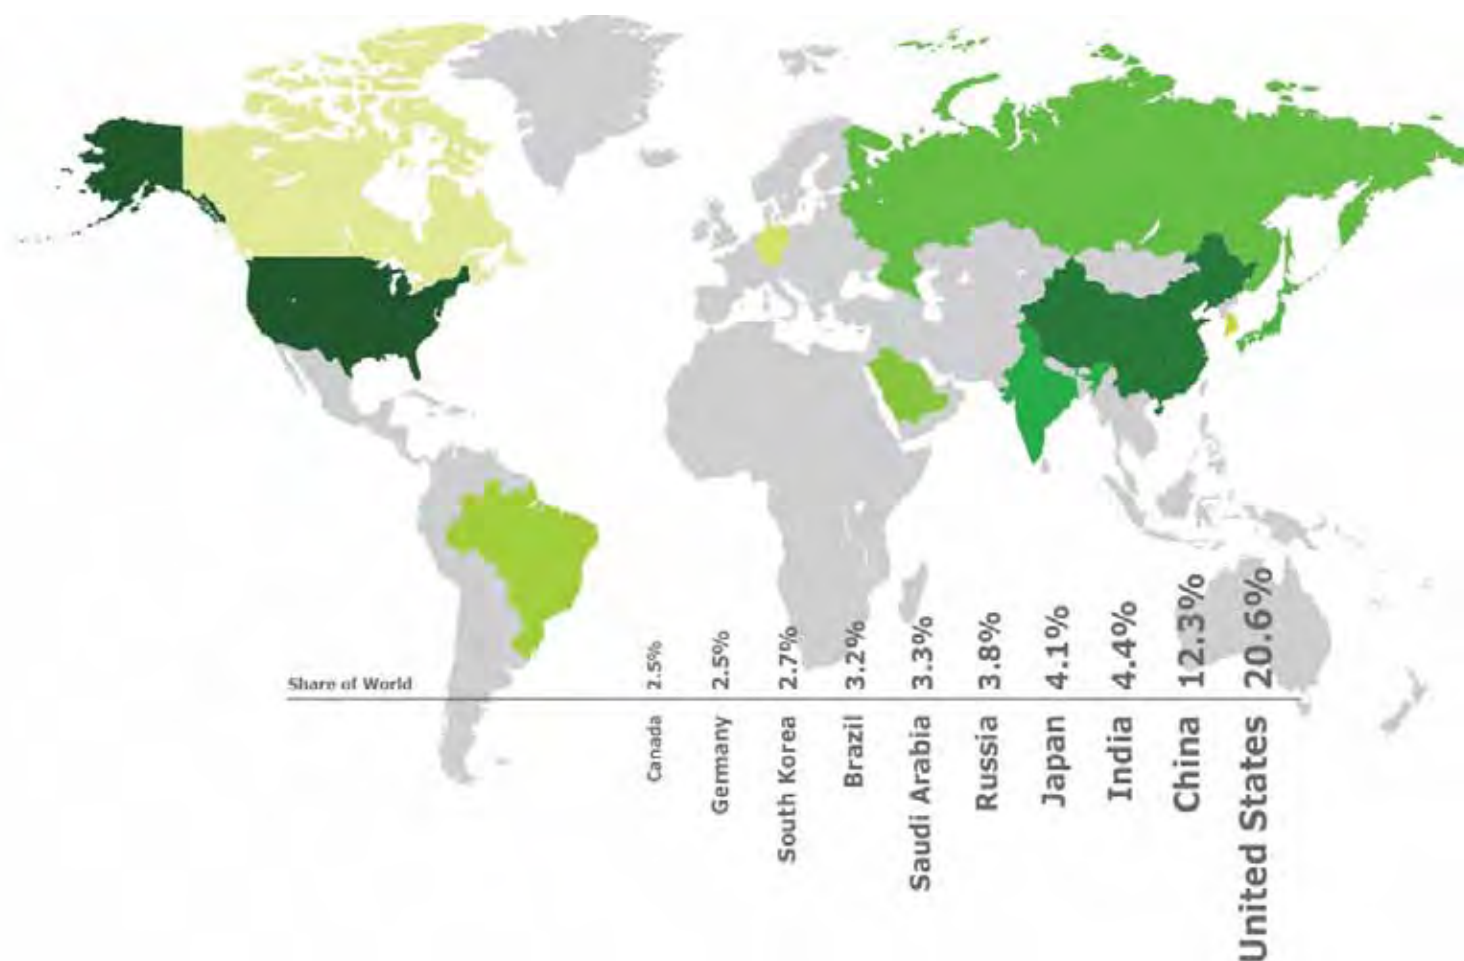 Share of World
2.5%
2.5%
2.7%
3.2%
3.3%
3.8%
4.1%
4.4%
12.3%
20.6%
Canada
Germany
South Korea
Brazil
Saudi Arabia
Russia
Japan
India
China
United States